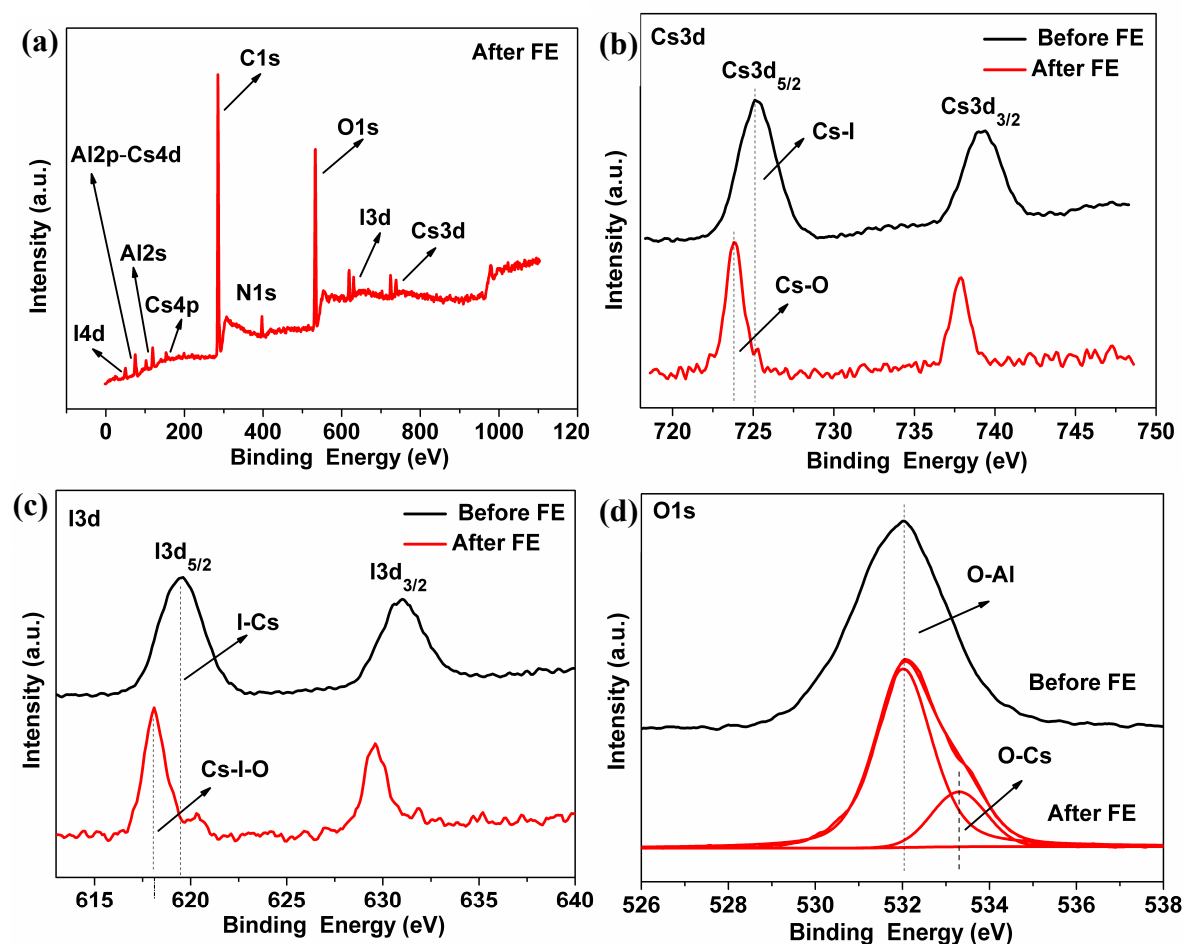 (a)
After FE
C1s
O1s
Al2p-Cs4d
Al2s
I3d
Cs3d
Cs4p
N1s
I4d
Intensity (a.u.)
0 200 400 600 800 1000 120
Binding Energy (eV)
(b)
Cs3d
Before FE
After FE
Cs3d5/2
Cs3d3/2
Cs-I
Cs-O
Intensity (a.u.)
720 725 730 735 740 745 750
Binding Energy (eV)
(c)
I3d
Before FE
After FE
I3d5/2
I3d3/2
I-Cs
Cs-I-O
Intensity (a.u.)
615 620 625 630 635 640
Binding Energy (eV)
(d)
O1s
O-Al
Before FE
O-Cs
After FE
Intensity (a.u.)
526 528 530 532 534 536 538
Binding Energy (eV)